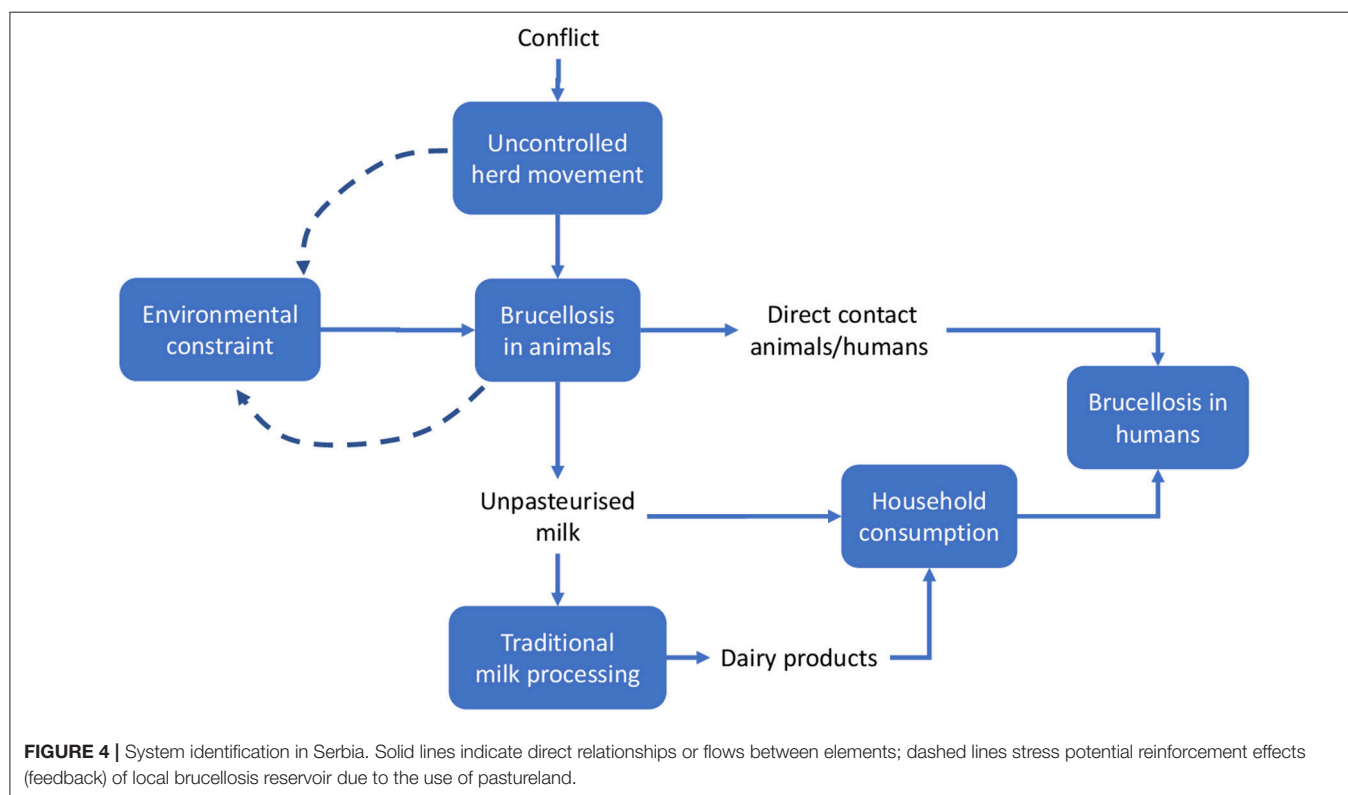 Conflict
Uncontrolled
herd movement
Environmental
constraint
Brucellosis
in animals
Direct contact
animals/humans
Brucellosis in
humans
Unpasteurised
milk
Household
consumption
Traditional
milk processing
Dairy products
FIGURE 4 | System identification in Serbia. Solid lines indicate direct relationships or flows between elements; dashed lines stress potential reinforcement effects
(feedback) of local brucellosis reservoir due to the use of pastureland.